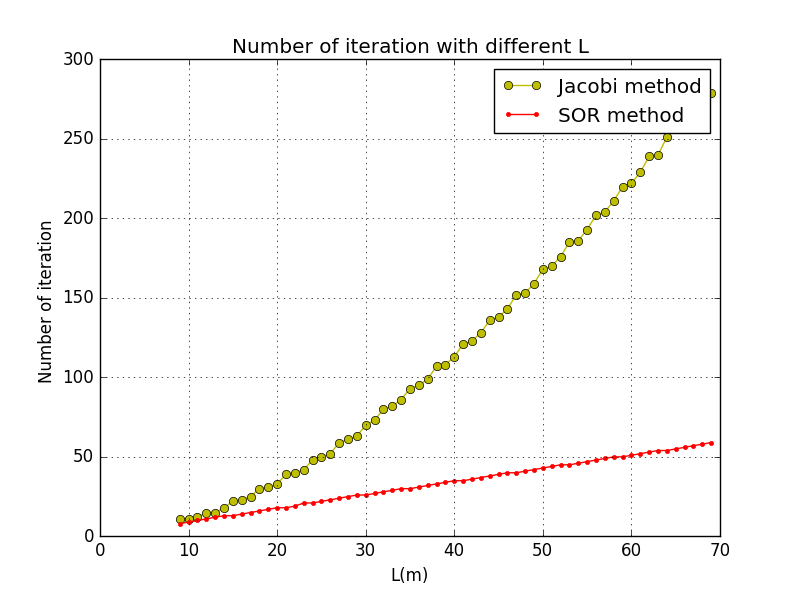 Number of iteration with different L
Jacobi method
SOR method
300
250
200
150
100
50
0
Number of iteration
0 10 20 30 40 50 60 70
L(m)